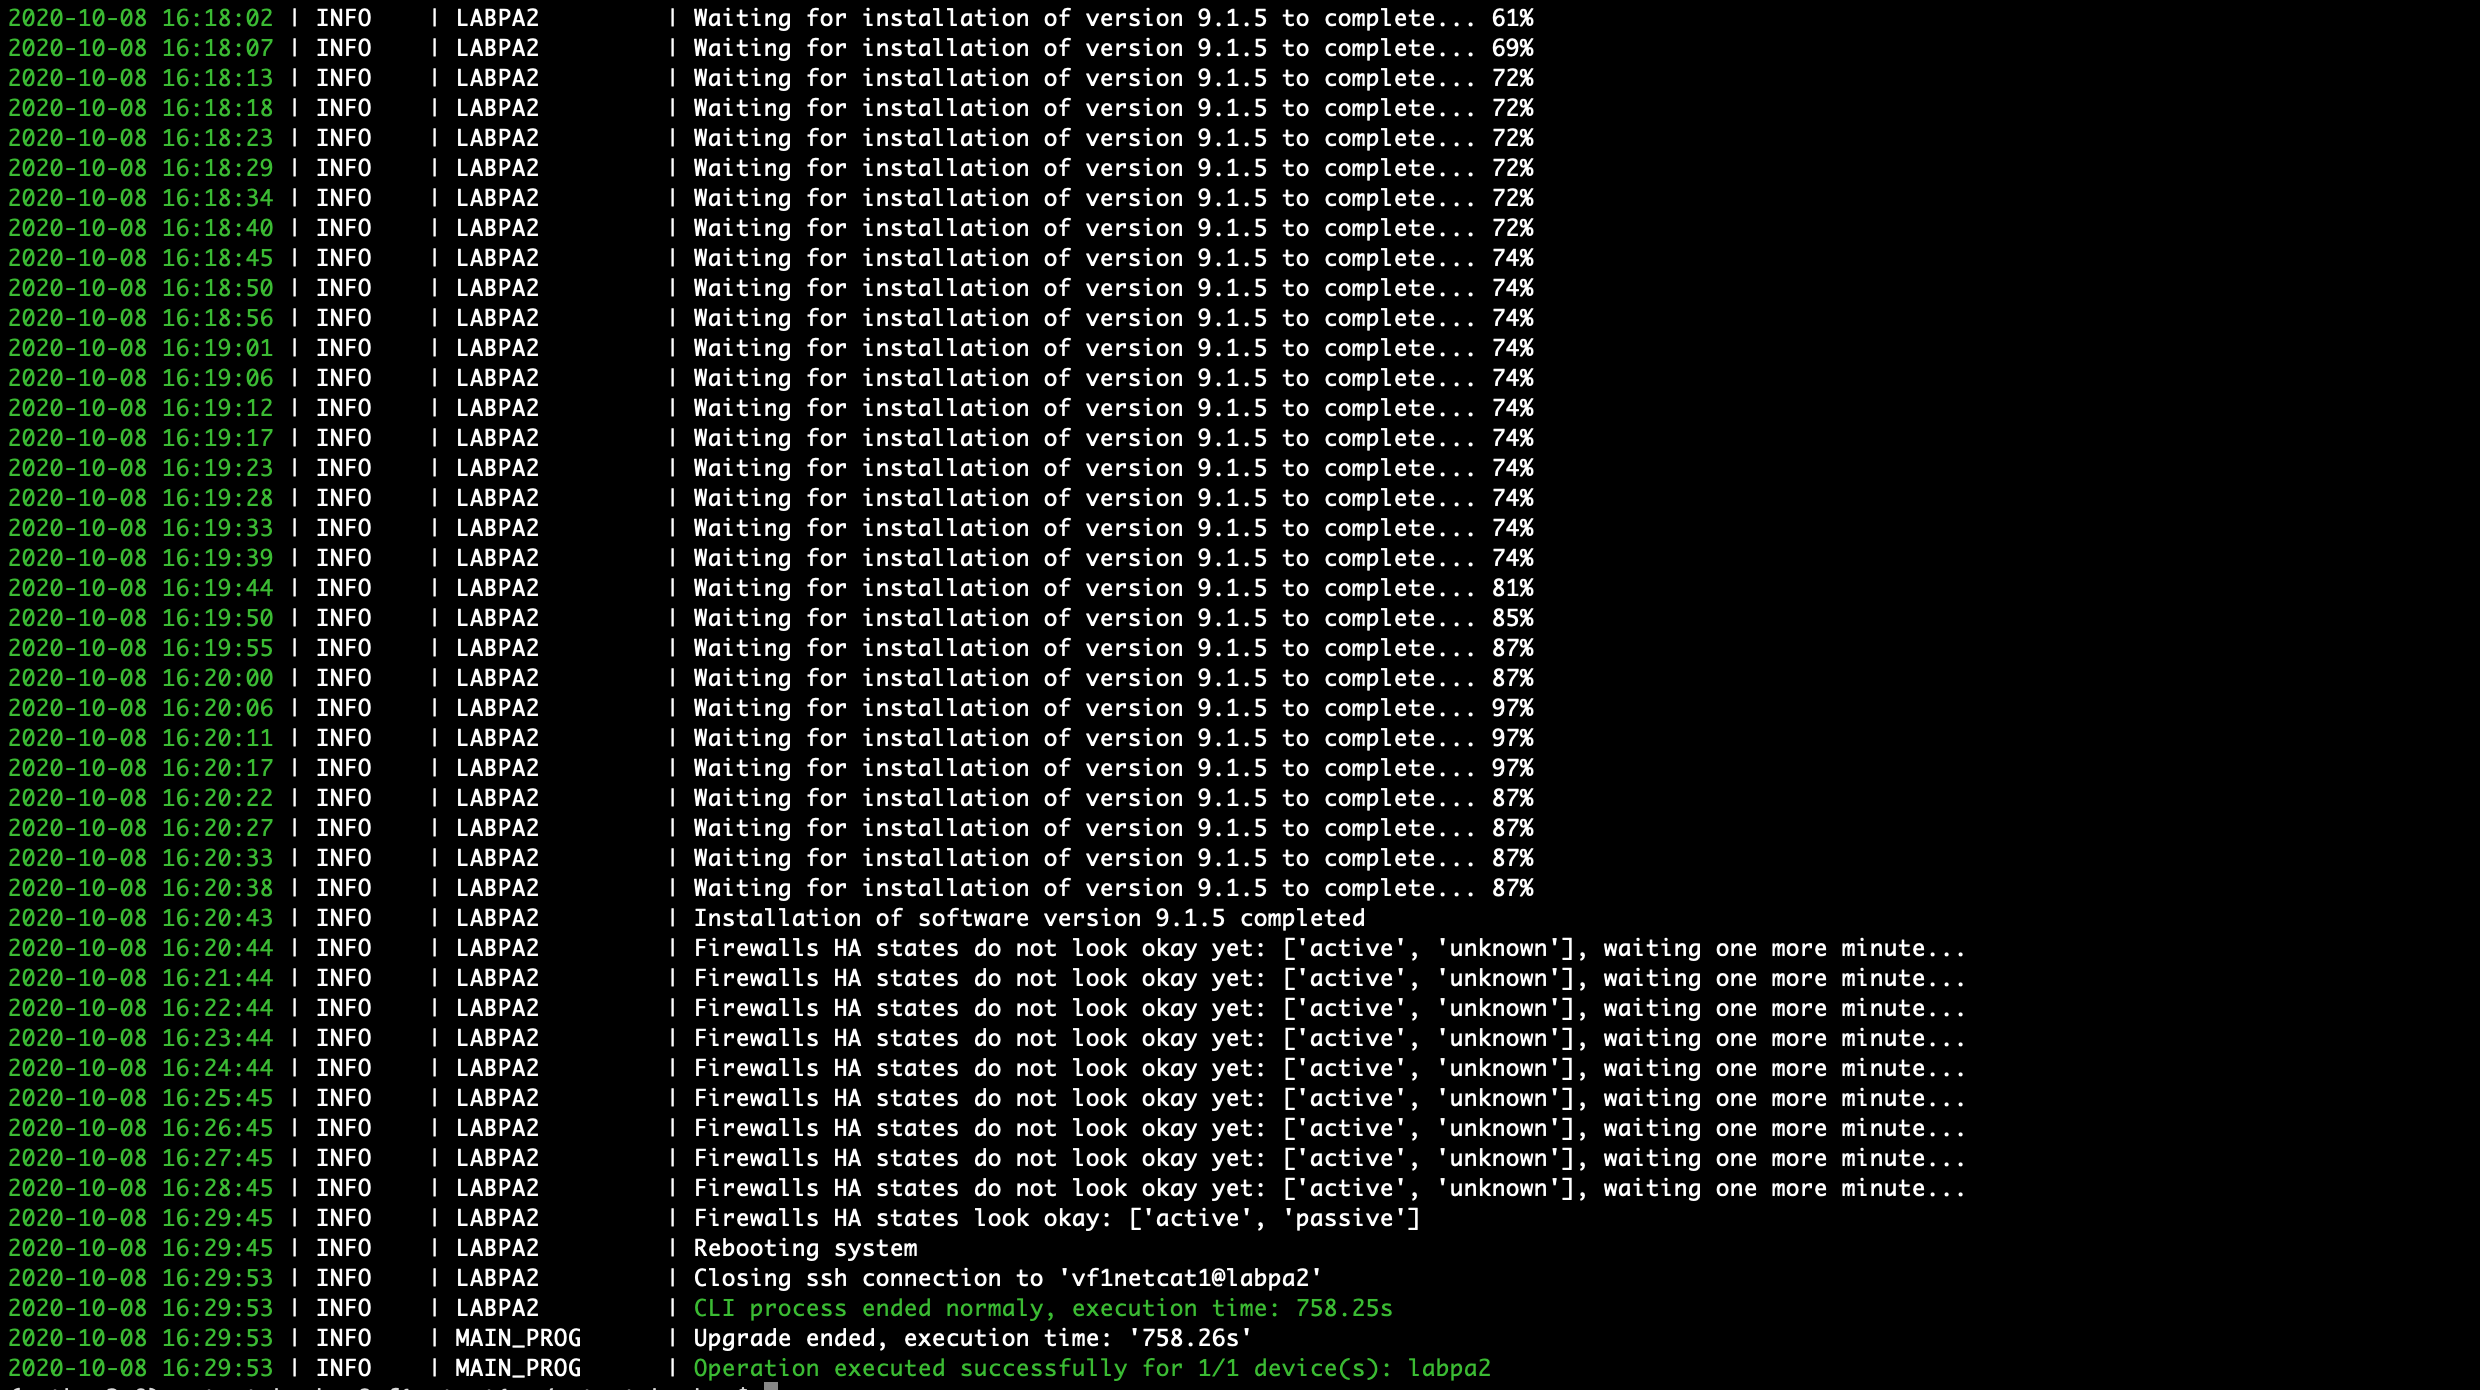 2020-10-08 16:18:02 | INFO | LABPA2 | Waiting for installation of version 9.1.5 to complete... 61%
2020-10-08 16:18:07 | INFO | LABPA2 | Waiting for installation of version 9.1.5 to complete... 69%
2020-10-08 16:18:13 | INFO | LABPA2 | Waiting for installation of version 9.1.5 to complete... 72%
2020-10-08 16:18:18 | INFO | LABPA2 | Waiting for installation of version 9.1.5 to complete... 72%
2020-10-08 16:18:23 | INFO | LABPA2 | Waiting for installation of version 9.1.5 to complete... 72%
2020-10-08 16:18:29 | INFO | LABPA2 | Waiting for installation of version 9.1.5 to complete... 72%
2020-10-08 16:18:34 | INFO | LABPA2 | Waiting for installation of version 9.1.5 to complete... 72%
2020-10-08 16:18:40 | INFO | LABPA2 | Waiting for installation of version 9.1.5 to complete... 72%
2020-10-08 16:18:45 | INFO | LABPA2 | Waiting for installation of version 9.1.5 to complete... 74%
2020-10-08 16:18:50 | INFO | LABPA2 | Waiting for installation of version 9.1.5 to complete... 74%
2020-10-08 16:18:56 | INFO | LABPA2 | Waiting for installation of version 9.1.5 to complete... 74%
2020-10-08 16:19:01 | INFO | LABPA2 | Waiting for installation of version 9.1.5 to complete... 74%
2020-10-08 16:19:06 | INFO | LABPA2 | Waiting for installation of version 9.1.5 to complete... 74%
2020-10-08 16:19:12 | INFO | LABPA2 | Waiting for installation of version 9.1.5 to complete... 74%
2020-10-08 16:19:17 | INFO | LABPA2 | Waiting for installation of version 9.1.5 to complete... 74%
2020-10-08 16:19:23 | INFO | LABPA2 | Waiting for installation of version 9.1.5 to complete... 74%
2020-10-08 16:19:28 | INFO | LABPA2 | Waiting for installation of version 9.1.5 to complete... 74%
2020-10-08 16:19:33 | INFO | LABPA2 | Waiting for installation of version 9.1.5 to complete... 74%
2020-10-08 16:19:39 | INFO | LABPA2 | Waiting for installation of version 9.1.5 to complete... 74%
2020-10-08 16:19:44 | INFO | LABPA2 | Waiting for installation of version 9.1.5 to complete... 81%
2020-10-08 16:19:50 | INFO | LABPA2 | Waiting for installation of version 9.1.5 to complete... 85%
2020-10-08 16:19:55 | INFO | LABPA2 | Waiting for installation of version 9.1.5 to complete... 87%
2020-10-08 16:20:00 | INFO | LABPA2 | Waiting for installation of version 9.1.5 to complete... 87%
2020-10-08 16:20:06 | INFO | LABPA2 | Waiting for installation of version 9.1.5 to complete... 97%
2020-10-08 16:20:11 | INFO | LABPA2 | Waiting for installation of version 9.1.5 to complete... 97%
2020-10-08 16:20:17 | INFO | LABPA2 | Waiting for installation of version 9.1.5 to complete... 97%
2020-10-08 16:20:22 | INFO | LABPA2 | Waiting for installation of version 9.1.5 to complete... 87%
2020-10-08 16:20:27 | INFO | LABPA2 | Waiting for installation of version 9.1.5 to complete... 87%
2020-10-08 16:20:33 | INFO | LABPA2 | Waiting for installation of version 9.1.5 to complete... 87%
2020-10-08 16:20:38 | INFO | LABPA2 | Waiting for installation of version 9.1.5 to complete... 87%
2020-10-08 16:20:43 | INFO | LABPA2 | Installation of software version 9.1.5 completed
2020-10-08 16:20:44 | INFO | LABPA2 | Firewalls HA states do not look okay yet: ['active', 'unknown'], waiting one more minute...
2020-10-08 16:21:44 | INFO | LABPA2 | Firewalls HA states do not look okay yet: ['active', 'unknown'], waiting one more minute...
2020-10-08 16:22:44 | INFO | LABPA2 | Firewalls HA states do not look okay yet: ['active', 'unknown'], waiting one more minute...
2020-10-08 16:23:44 | INFO | LABPA2 | Firewalls HA states do not look okay yet: ['active', 'unknown'], waiting one more minute...
2020-10-08 16:24:44 | INFO | LABPA2 | Firewalls HA states do not look okay yet: ['active', 'unknown'], waiting one more minute...
2020-10-08 16:25:45 | INFO | LABPA2 | Firewalls HA states do not look okay yet: ['active', 'unknown'], waiting one more minute...
2020-10-08 16:26:45 | INFO | LABPA2 | Firewalls HA states do not look okay yet: ['active', 'unknown'], waiting one more minute...
2020-10-08 16:27:45 | INFO | LABPA2 | Firewalls HA states do not look okay yet: ['active', 'unknown'], waiting one more minute...
2020-10-08 16:28:45 | INFO | LABPA2 | Firewalls HA states do not look okay yet: ['active', 'unknown'], waiting one more minute...
2020-10-08 16:29:45 | INFO | LABPA2 | Firewalls HA states look okay: ['active', 'passive']
2020-10-08 16:29:45 | INFO | LABPA2 | Rebooting system
2020-10-08 16:29:53 | INFO | LABPA2 | Closing ssh connection to 'vf1netcat1@labpa2'
2020-10-08 16:29:53 | INFO | LABPA2 | CLI process ended normaly, execution time: 758.25s
2020-10-08 16:29:53 | INFO | MAIN_PROG | Upgrade ended, execution time: '758.26s'
2020-10-08 16:29:53 | INFO | MAIN_PROG | Operation executed successfully for 1/1 device(s): labpa2